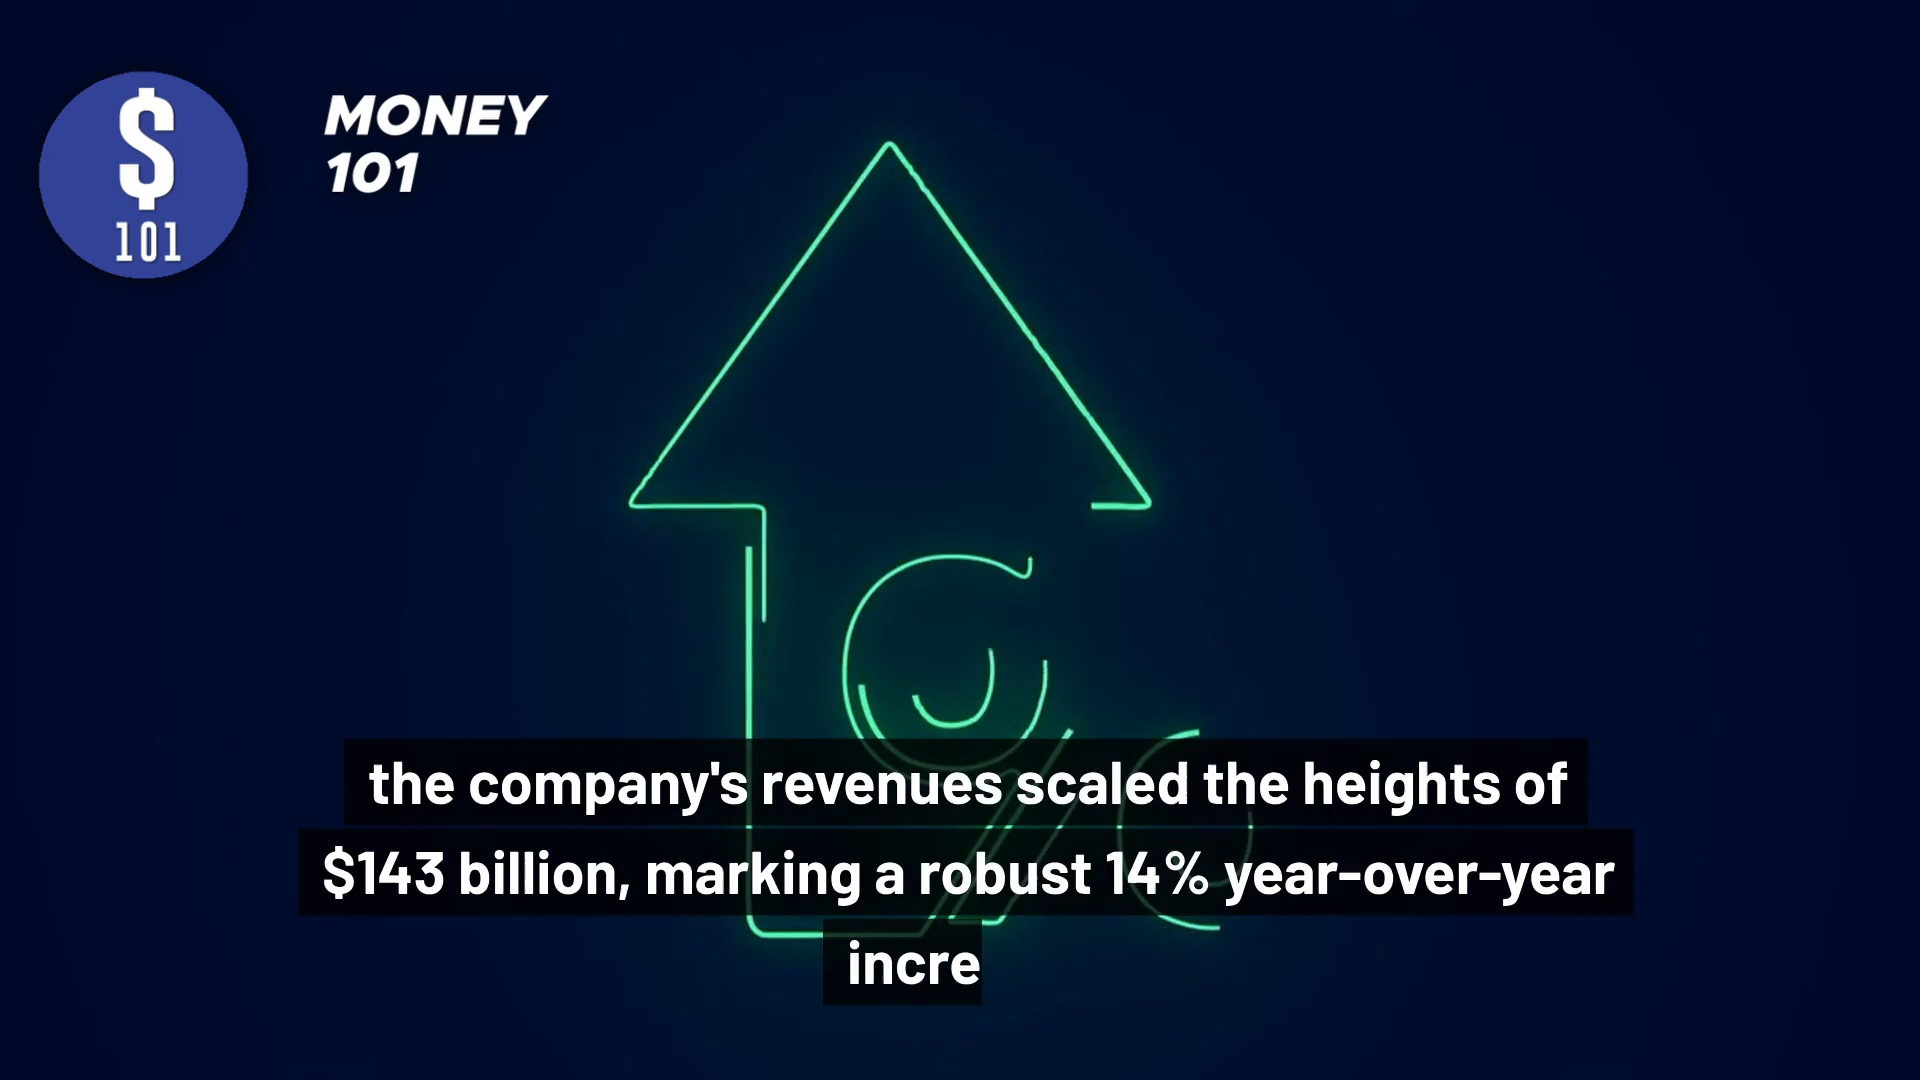 $
101
MONEY
101
the company's revenues scaled the heights of
$143 billion, marking a robust 14% year-over-year
incre